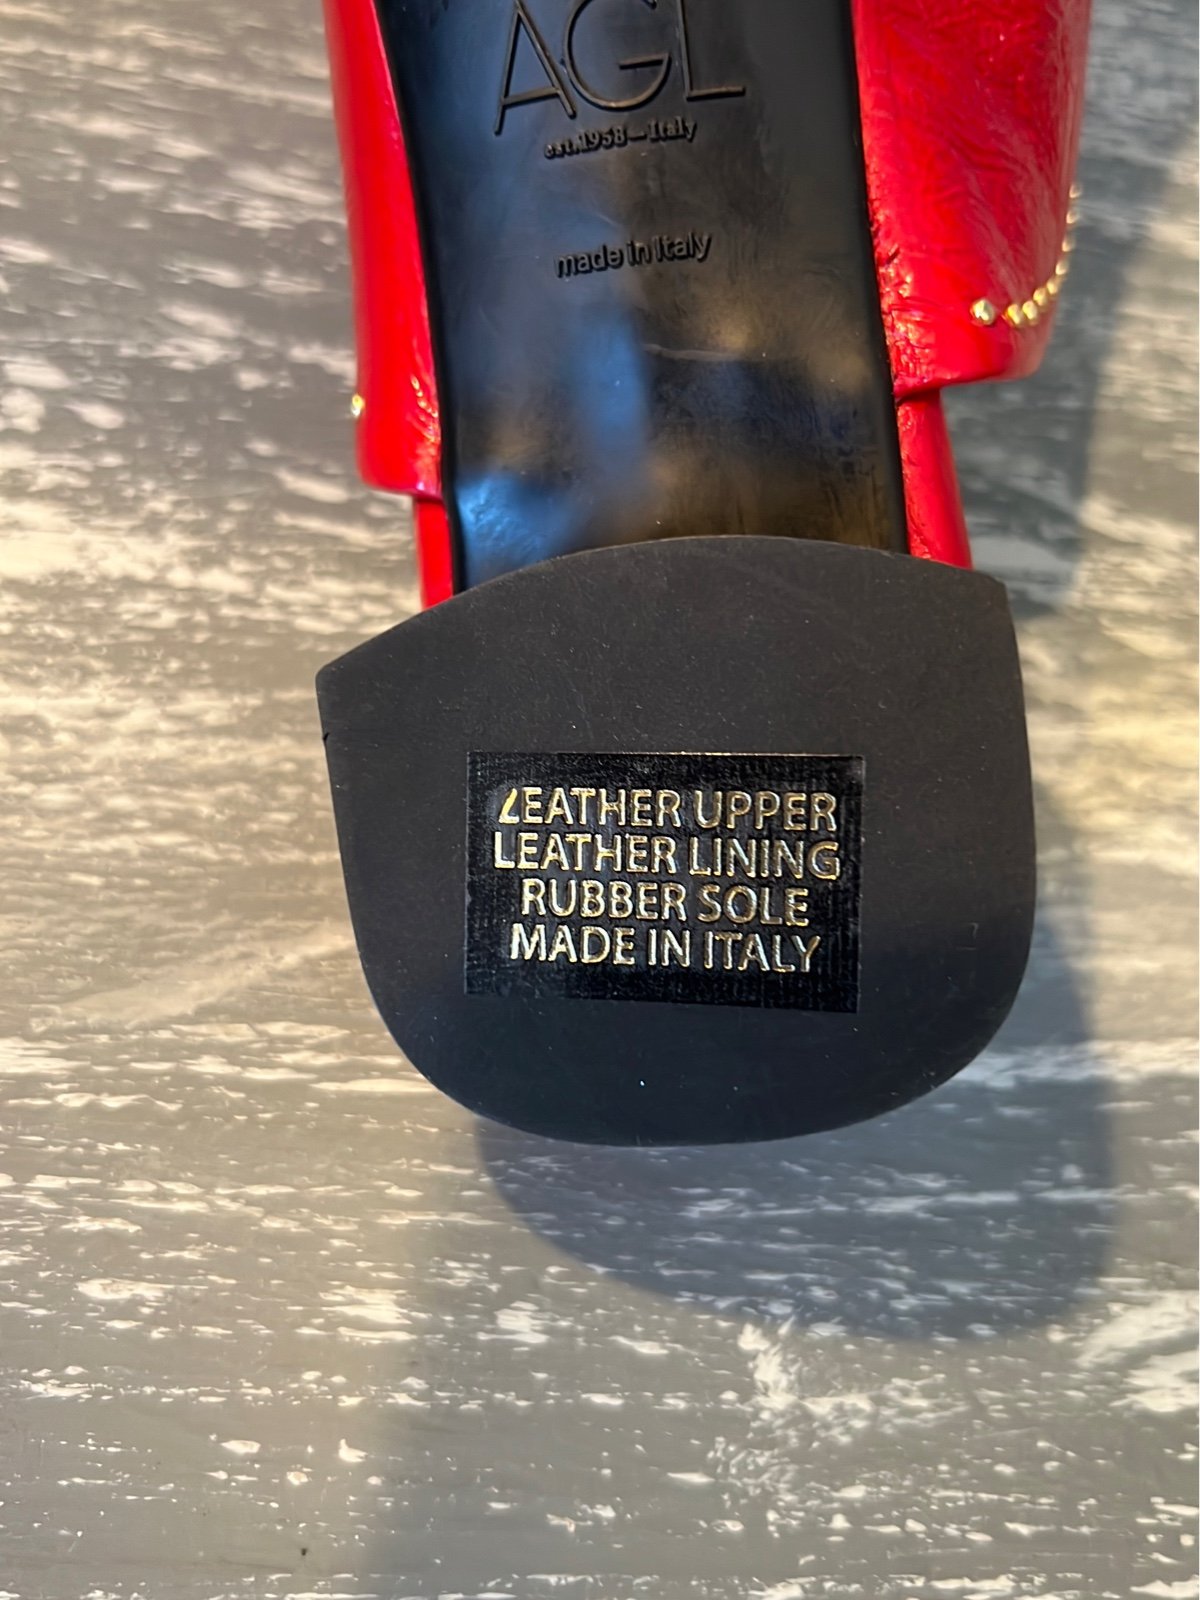 AGL
est.1958—Italy
made in Italy
LEATHER UPPER
LEATHER LINING
RUBBER SOLE
MADE IN ITALY